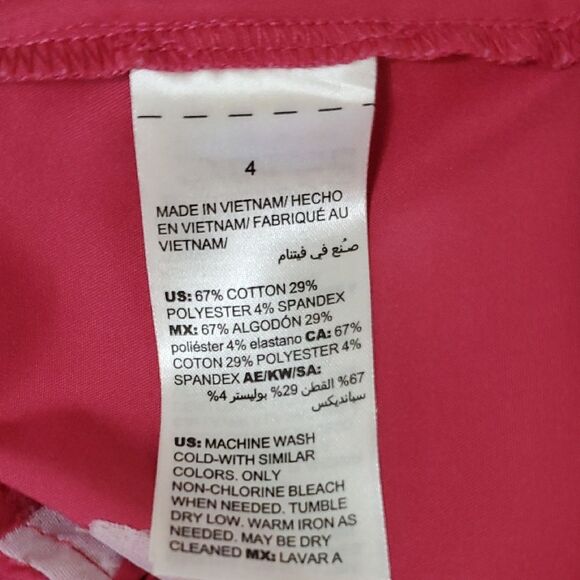 4
MADE IN VIETNAM/ HECHO
EN VIETNAM/ FABRIQUÉ AU
VIETNAM/
صُنع في فيتنام
US: 67% COTTON 29%
POLYESTER 4% SPANDEX
MX: 67% ALGODÓN 29%
poliéster 4% elastano CA: 67%
COTON 29% POLYESTER 4%
SPANDEX AE/KW/SA:
67% القطن 29% بوليستر 4%
سبانديكس
US: MACHINE WASH
COLD-WITH SIMILAR
COLORS. ONLY
NON-CHLORINE BLEACH
WHEN NEEDED. TUMBLE
DRY LOW. WARM IRON AS
NEEDED. MAY BE DRY
CLEANED MX: LAVAR A